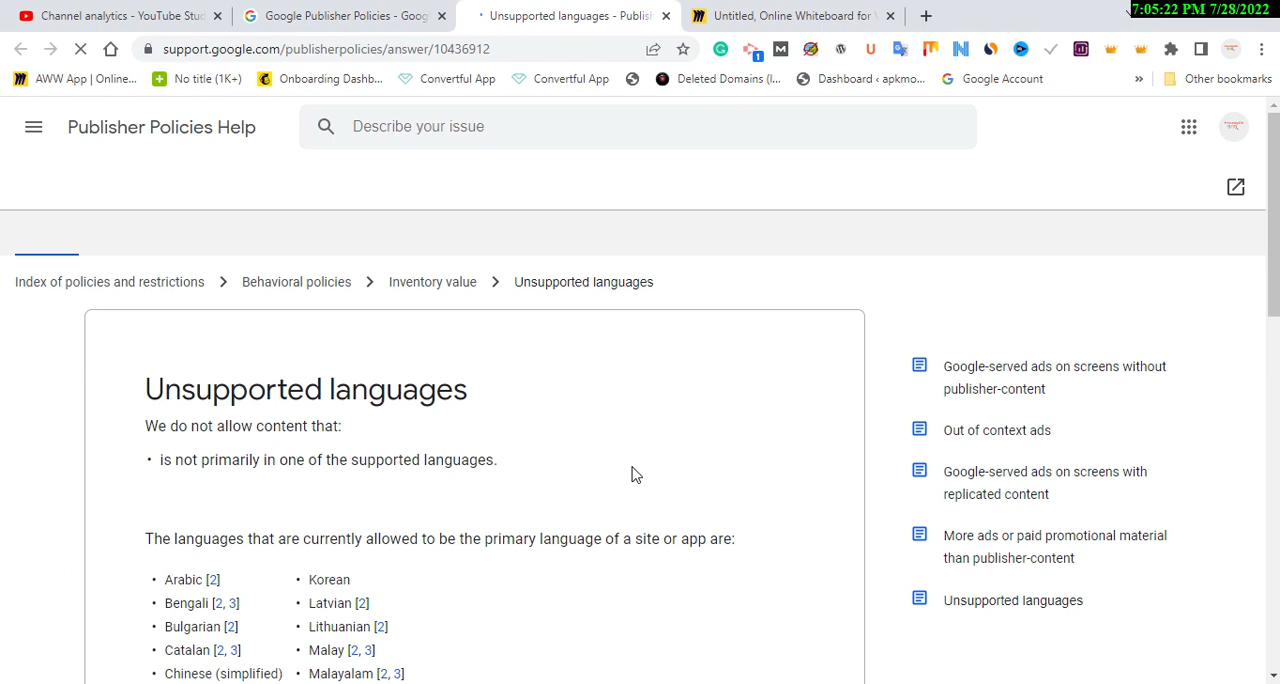 Channel analytics - YouTube Stu
Google Publisher Policies - Goog
Unsupported languages - Publis
Untitled, Online Whiteboard for V
7:05:22 PM 7/28/2022
support.google.com/publisherpolicies/answer/10436912
AWW App | Online...
No title (1K+)
Onboarding Dashb...
Converful App
Converful App
Deleted Domains (l...
Dashboard ‹ apkmo...
Google Account
»
Other bookmarks
Publisher Policies Help
Describe your issue
Index of policies and restrictions > Behavioral policies > Inventory value > Unsupported languages
Unsupported languages
We do not allow content that:
• is not primarily in one of the supported languages.
The languages that are currently allowed to be the primary language of a site or app are:
• Arabic [2]
• Bengali [2, 3]
• Bulgarian [2]
• Catalan [2, 3]
• Chinese (simplified)
• Korean
• Latvian [2]
• Lithuanian [2]
• Malay [2, 3]
• Malayalam [2, 3]
Google-served ads on screens without
publisher-content
Out of context ads
Google-served ads on screens with
replicated content
More ads or paid promotional material
than publisher-content
Unsupported languages